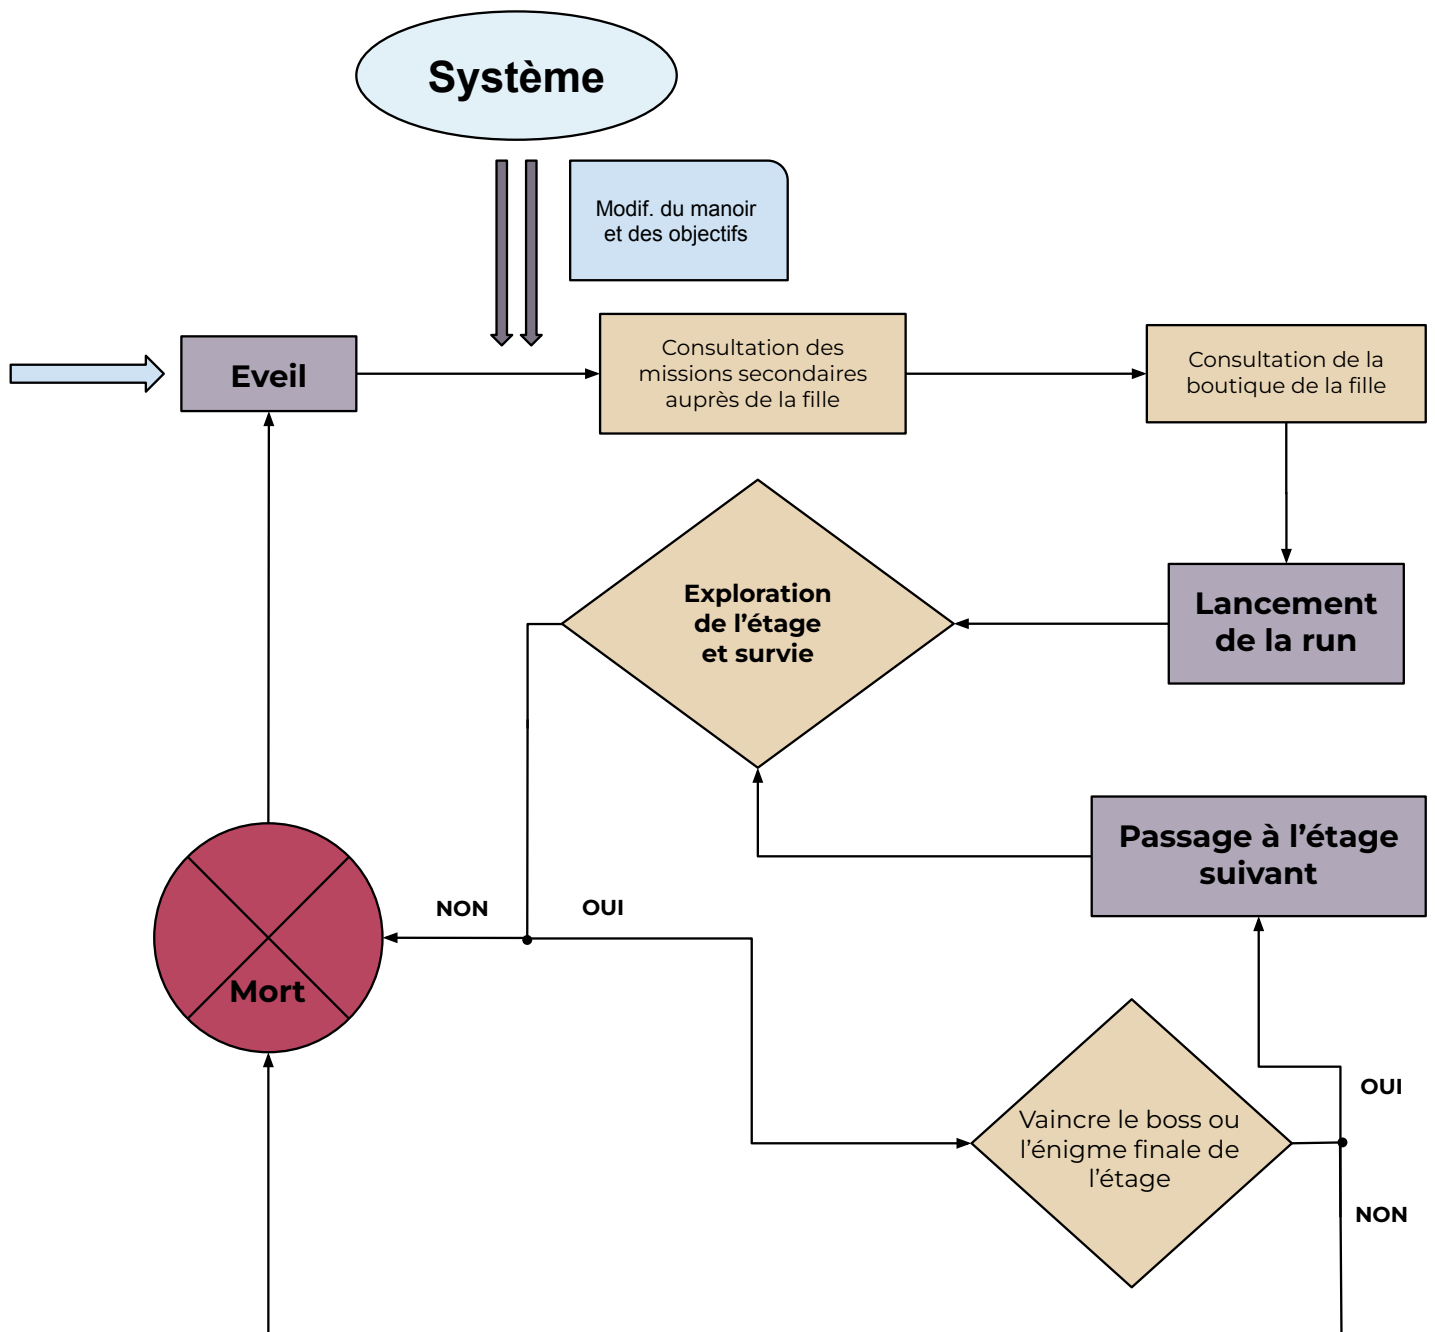 Système
Modif. du manoir
et des objectifs
Eveil
Consultation des
missions secondaires
auprès de la fille
Consultation de la
boutique de la fille
Exploration
de l’étage
et survie
Lancement
de la run
Passage à l’étage
suivant
NON
OUI
Mort
Vaincre le boss ou
l’énigme finale de
l’étage
OUI
NON